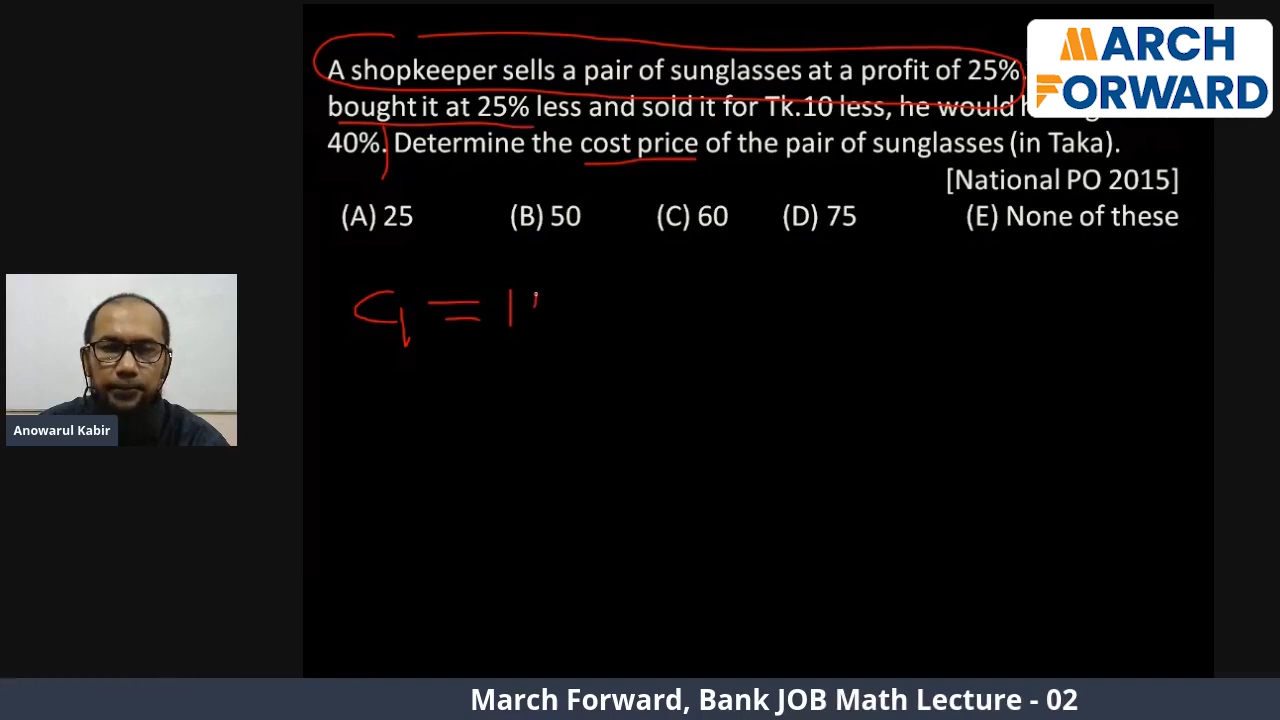 A shopkeeper sells a pair of sunglasses at a profit of 25%
MARCH
FORWARD
bought it at 25% less and sold it for Tk.10 less, he would
40%. Determine the cost price of the pair of sunglasses (in Taka).
[National PO 2015]
(A) 25 (B) 50 (C) 60 (D) 75 (E) None of these
C₁ = 1
Anowarul Kabir
March Forward, Bank JOB Math Lecture - 02